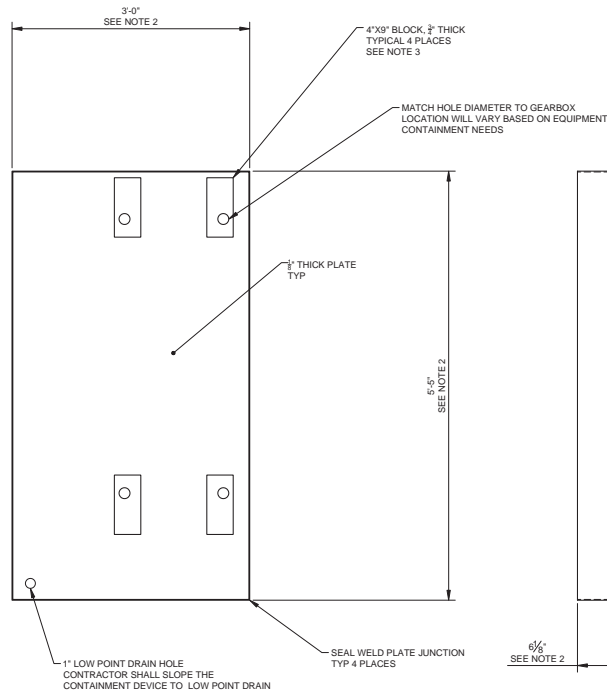 3'-0"
SEE NOTE 2
4"X9" BLOCK, 3/4" THICK
TYPICAL 4 PLACES
SEE NOTE 3
MATCH HOLE DIAMETER TO GEARBOX
LOCATION WILL VARY BASED ON EQUIPMENT
CONTAINMENT NEEDS
1/8" THICK PLATE
TYP
5'-5"
SEE NOTE 2
6 1/8"
SEE NOTE 2
SEAL WELD PLATE JUNCTION
TYP 4 PLACES
1" LOW POINT DRAIN HOLE
CONTRACTOR SHALL SLOPE THE
CONTAINMENT DEVICE TO LOW POINT DRAIN